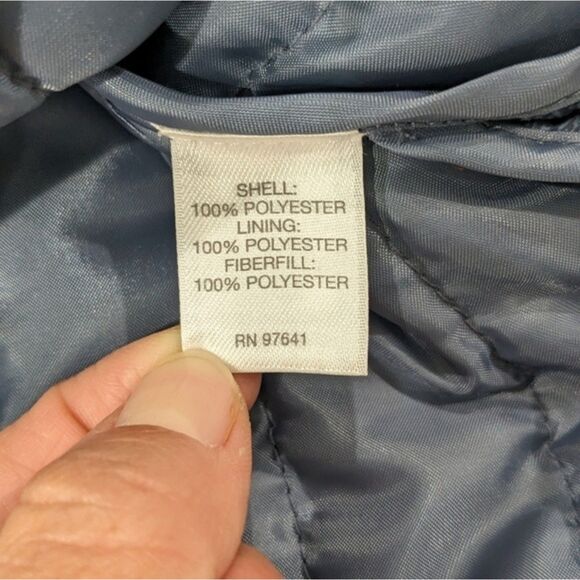 SHELL:
100% POLYESTER
LINING:
100% POLYESTER
FIBERFILL:
100% POLYESTER
RN 97641